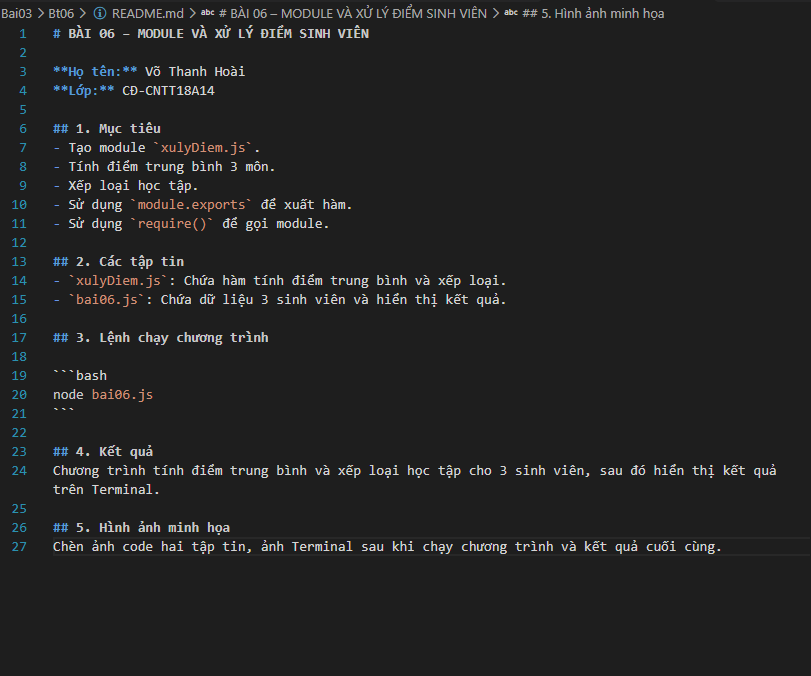 Bai03 > Bt06 > README.md > # BÀI 06 – MODULE VÀ XỬ LÝ ĐIỂM SINH VIÊN > ## 5. Hình ảnh minh họa
1 # BÀI 06 – MODULE VÀ XỬ LÝ ĐIỂM SINH VIÊN
2
3 **Họ tên:** Võ Thanh Hoài
4 **Lớp:** CĐ-CNTT18A14
5
6 ## 1. Mục tiêu
7 - Tạo module `xulyDiem.js`.
8 - Tính điểm trung bình 3 môn.
9 - Xếp loại học tập.
10 - Sử dụng `module.exports` để xuất hàm.
11 - Sử dụng `require()` để gọi module.
12
13 ## 2. Các tập tin
14 - `xulyDiem.js`: Chứa hàm tính điểm trung bình và xếp loại.
15 - `bai06.js`: Chứa dữ liệu 3 sinh viên và hiển thị kết quả.
16
17 ## 3. Lệnh chạy chương trình
18
19 ```bash
20 node bai06.js
21 ```
22
23 ## 4. Kết quả
24 Chương trình tính điểm trung bình và xếp loại học tập cho 3 sinh viên, sau đó hiển thị kết quả
trên Terminal.
25
26 ## 5. Hình ảnh minh họa
27 Chèn ảnh code hai tập tin, ảnh Terminal sau khi chạy chương trình và kết quả cuối cùng.